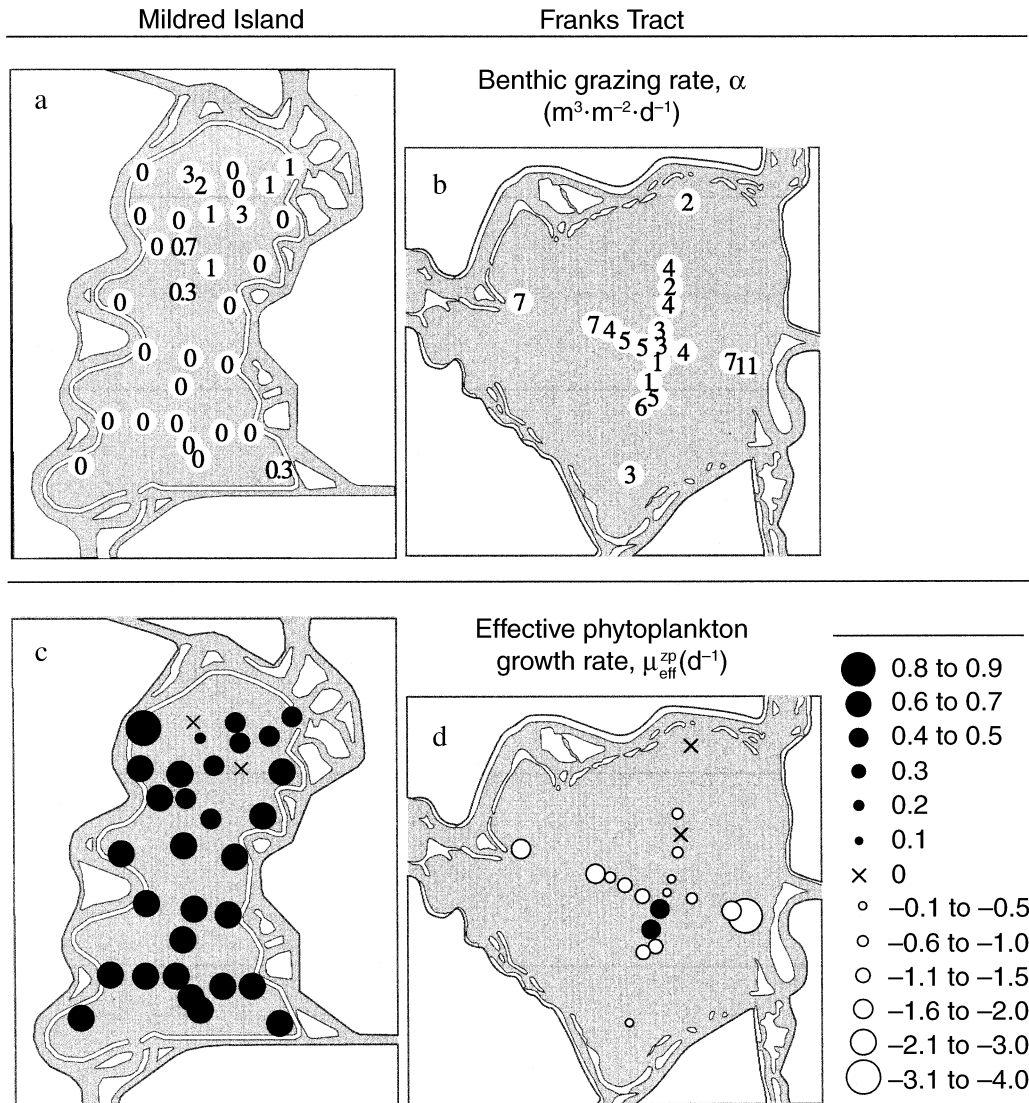 Mildred Island Franks Tract
a
Benthic grazing rate, α
(m³·m⁻²·d⁻¹)
0 3 0 1
2 0 1
0 0 1 3 0
0 0.7
1 0
0.3
0 0
0 0 0
0
0 0 0 0 0
0
0
0 0.3
b
2
4
2
7 4
7 4 5 3
5 3 4
1 7 11
1
5
6
3
c
Effective phytoplankton
growth rate, μ zp eff (d⁻¹)
d
0.8 to 0.9
0.6 to 0.7
0.4 to 0.5
0.3
0.2
0.1
0
–0.1 to –0.5
–0.6 to –1.0
–1.1 to –1.5
–1.6 to –2.0
–2.1 to –3.0
–3.1 to –4.0